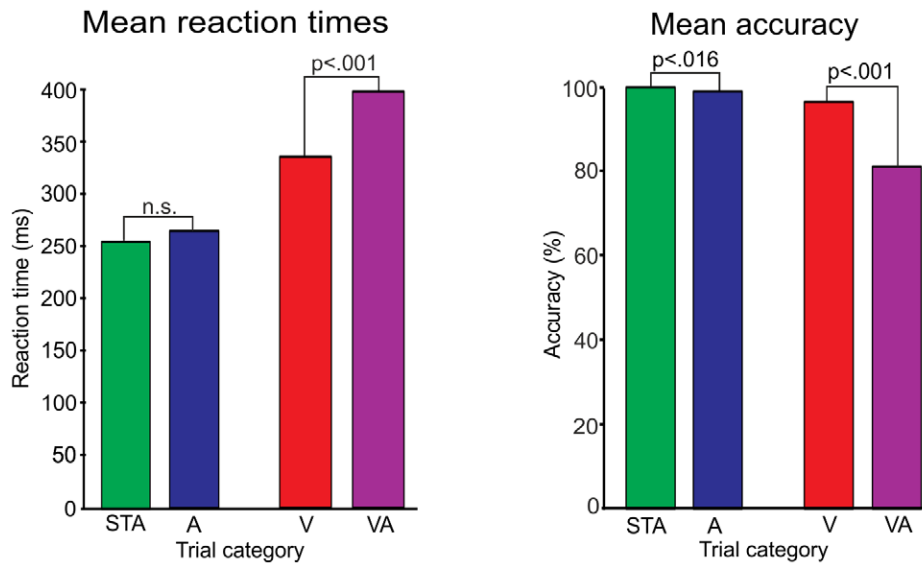 Mean reaction times
p<.001
400
350
300
n.s.
250
200
150
100
50
0
Reaction time (ms)
STA A V VA
Trial category
Mean accuracy
p<.016
p<.001
100
80
60
40
20
0
Accuracy (%)
STA A V VA
Trial category